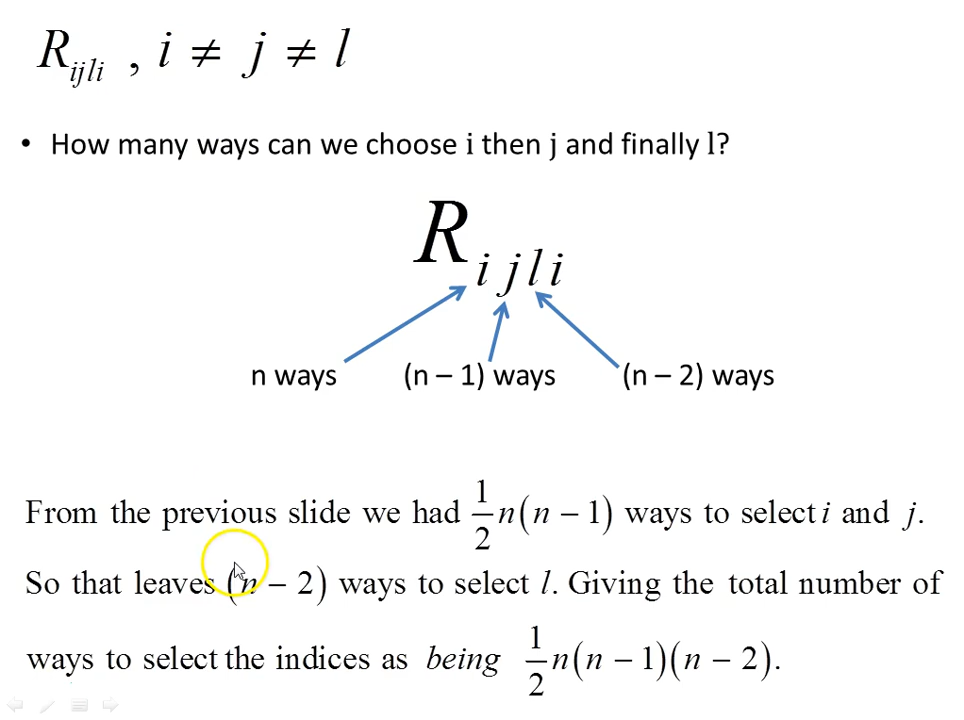 R_{ijli} , i ≠ j ≠ l
• How many ways can we choose i then j and finally l?
R_{i j l i}
n ways (n – 1) ways (n – 2) ways
From the previous slide we had \frac{1}{2}n(n − 1) ways to select i and j.
So that leaves (n − 2) ways to select l. Giving the total number of
ways to select the indices as being \frac{1}{2}n(n − 1)(n − 2).